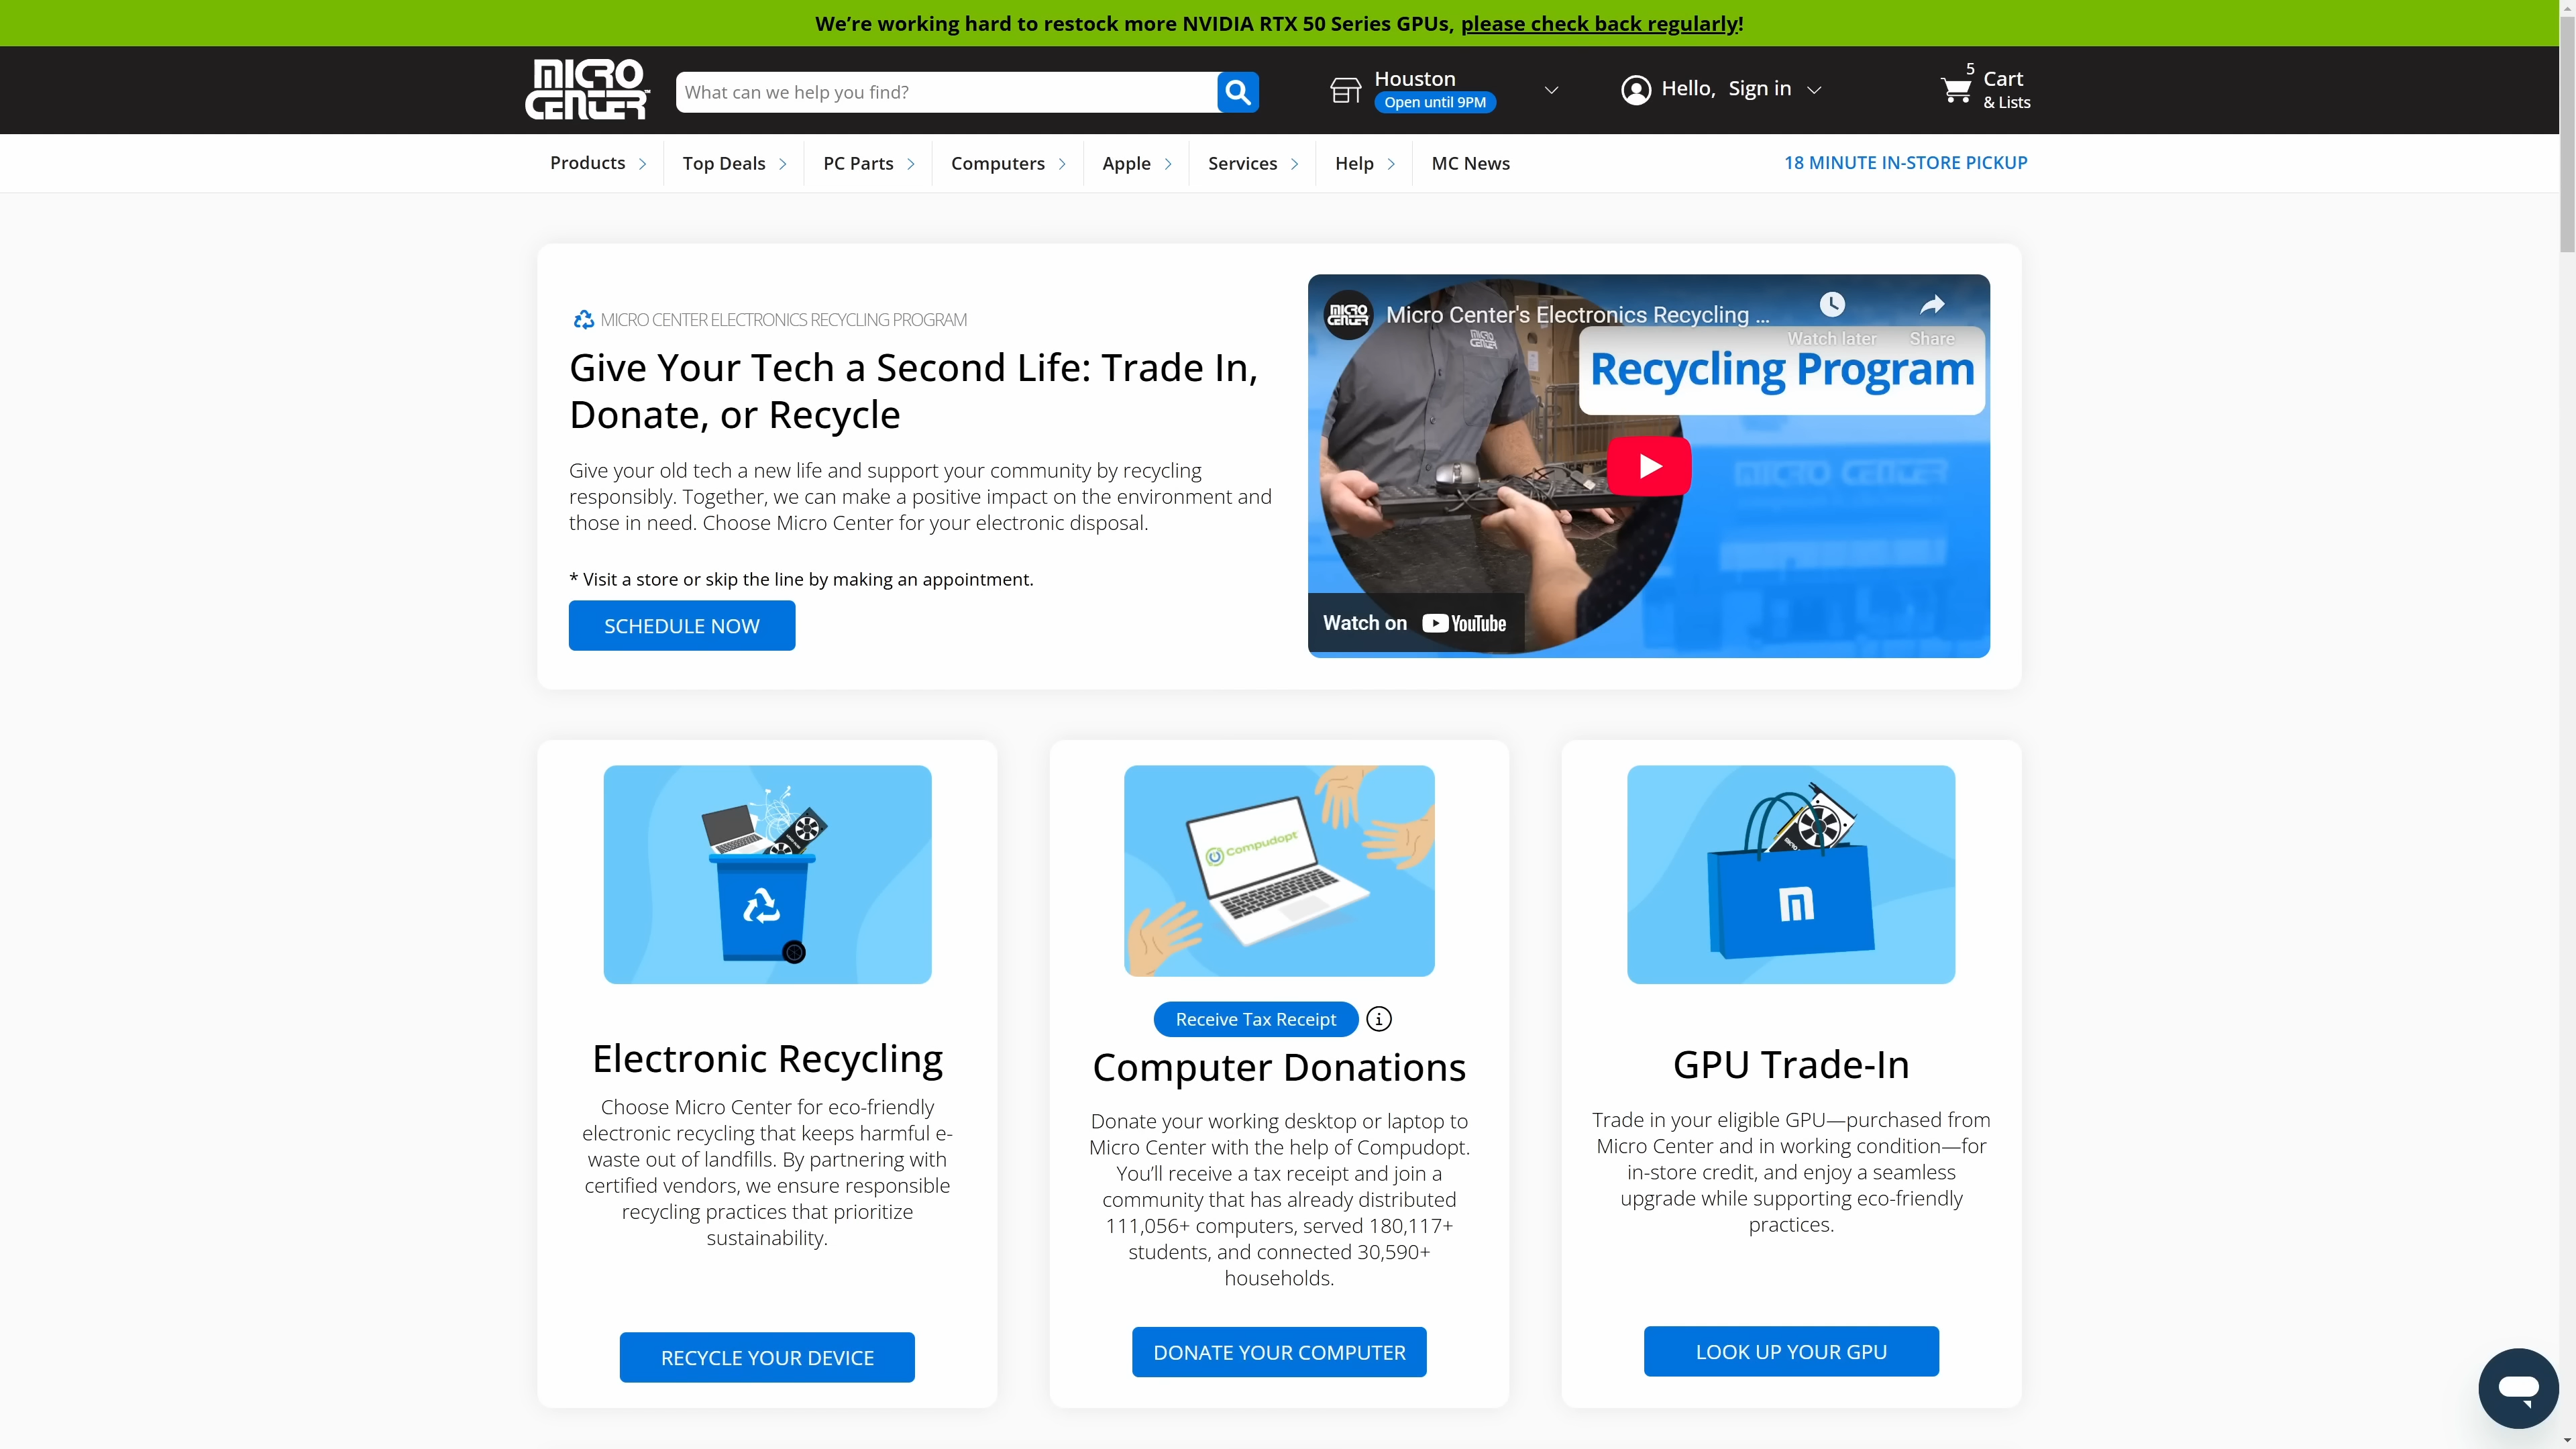 We're working hard to restock more NVIDIA RTX 50 Series GPUs, please check back regularly!
MICRO CENTER
What can we help you find?
Houston
Open until 9PM
Hello, Sign in
5
Cart
& Lists
Products
Top Deals
PC Parts
Computers
Apple
Services
Help
MC News
18 MINUTE IN-STORE PICKUP
MICRO CENTER ELECTRONICS RECYCLING PROGRAM
Give Your Tech a Second Life: Trade In,
Donate, or Recycle
Give your old tech a new life and support your community by recycling
responsibly. Together, we can make a positive impact on the environment and
those in need. Choose Micro Center for your electronic disposal.
* Visit a store or skip the line by making an appointment.
SCHEDULE NOW
MICRO CENTER
Micro Center's Electronics Recycling ...
Watch later
Share
MICRO CENTER
Recycling Program
MICRO CENTER
Watch on YouTube
Electronic Recycling
Choose Micro Center for eco-friendly
electronic recycling that keeps harmful e-
waste out of landfills. By partnering with
certified vendors, we ensure responsible
recycling practices that prioritize
sustainability.
RECYCLE YOUR DEVICE
Compudopt
Receive Tax Receipt
Computer Donations
Donate your working desktop or laptop to
Micro Center with the help of Compudopt.
You'll receive a tax receipt and join a
community that has already distributed
111,056+ computers, served 180,117+
students, and connected 30,590+
households.
DONATE YOUR COMPUTER
GPU Trade-In
Trade in your eligible GPU—purchased from
Micro Center and in working condition—for
in-store credit, and enjoy a seamless
upgrade while supporting eco-friendly
practices.
LOOK UP YOUR GPU